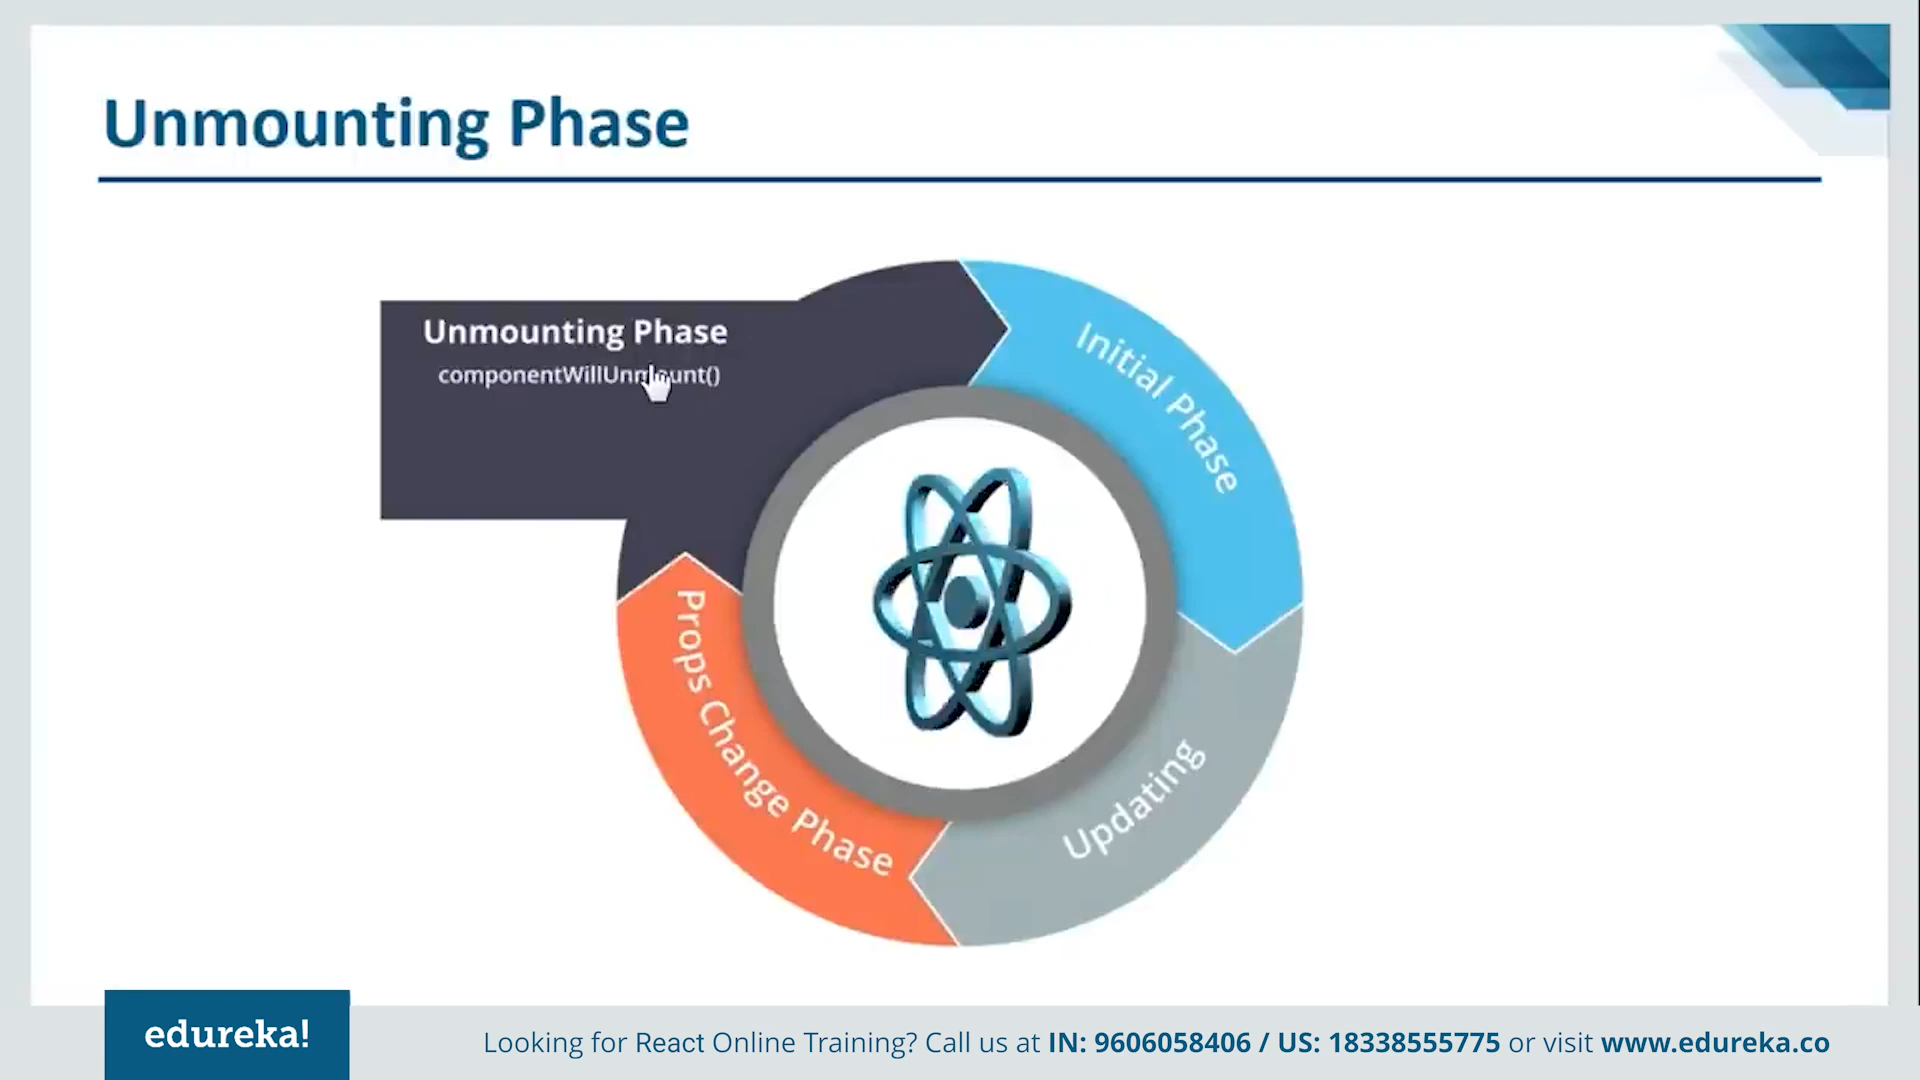 Unmounting Phase
Unmounting Phase
componentWillUnmount()
Initial Phase
Updating
Props Change Phase
edureka!
Looking for React Online Training? Call us at IN: 9606058406 / US: 18338555775 or visit www.edureka.co